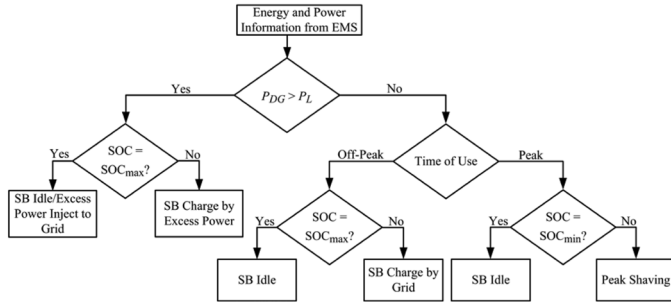 Energy and Power
Information from EMS
Yes
P_DG > P_L
No
Yes
SOC =
SOC_max?
No
Off-Peak
Time of Use
Peak
SB Idle/Excess
Power Inject to
Grid
SB Charge by
Excess Power
Yes
SOC =
SOC_max?
No
Yes
SOC =
SOC_min?
No
SB Idle
SB Charge by
Grid
SB Idle
Peak Shaving